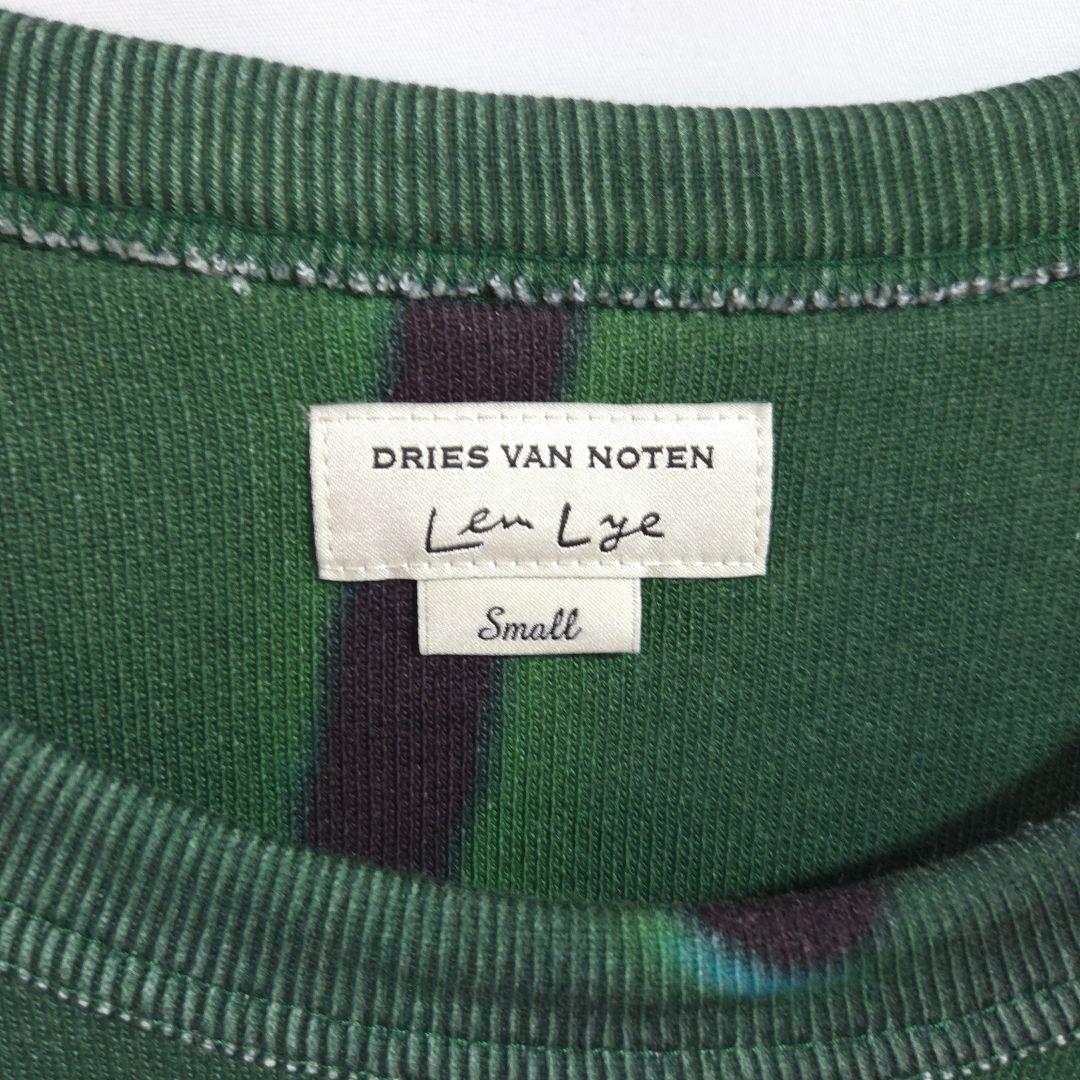 DRIES VAN NOTEN
Len Lye
Small